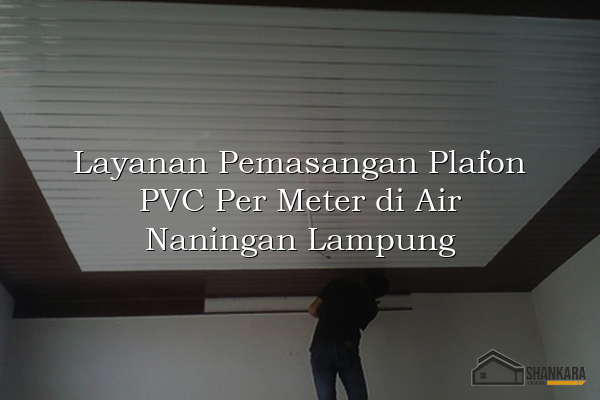 Layanan Pemasangan Plafon
PVC Per Meter di Air
Naningan Lampung
SHANKARA